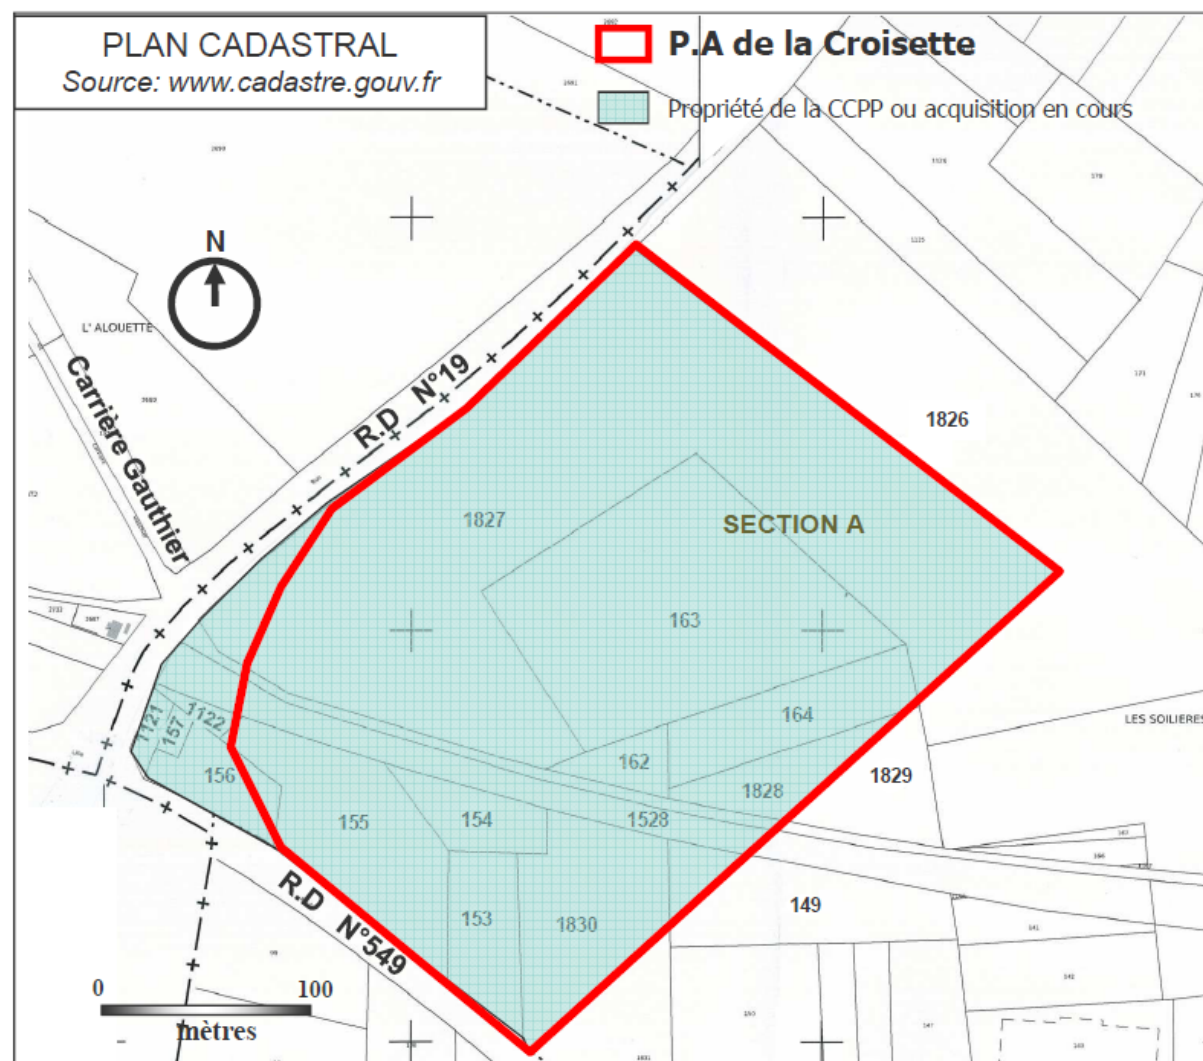 PLAN CADASTRAL
Source: www.cadastre.gouv.fr
P.A de la Croisette
Propriété de la CCPP ou acquisition en cours
N
L' ALOUETTE
Carrière Gauthier
R.D N°19
1826
1827
SECTION A
163
164
162
1828
1829
LES SOILIERES
1121
157
1122
156
155
154
1528
153
1830
149
R.D N°549
0 100
mètres